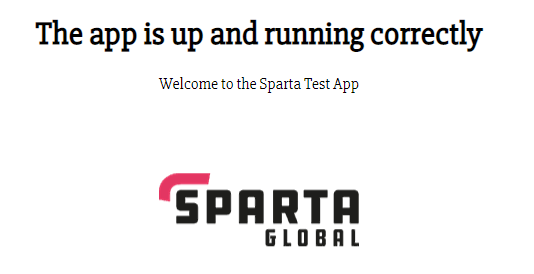 The app is up and running correctly
Welcome to the Sparta Test App
SPARTA
GLOBAL